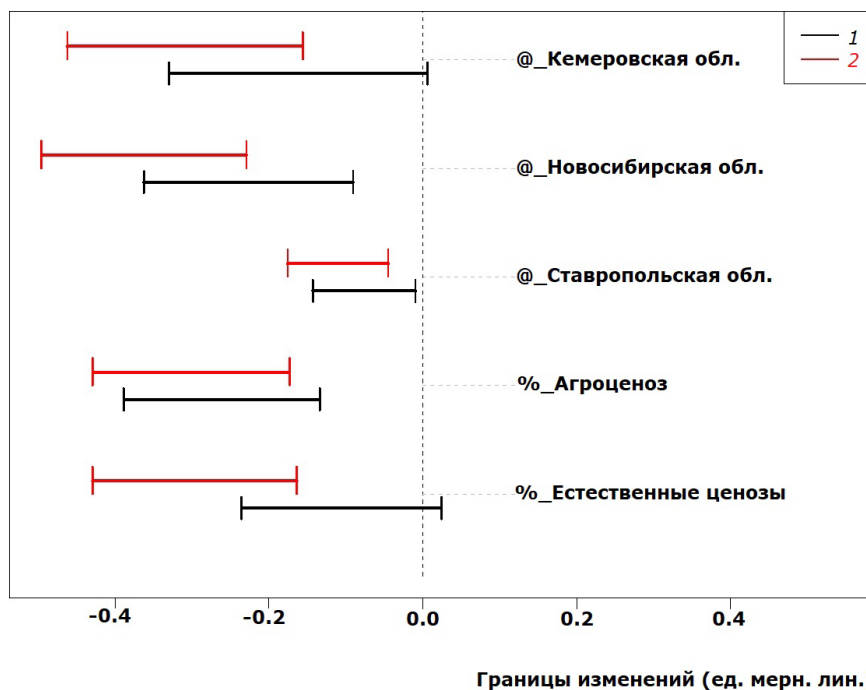 1
2
@_Кемеровская обл.
@_Новосибирская обл.
@_Ставропольская обл.
%_Агроценоз
%_Естественные ценозы
-0.4 -0.2 0.0 0.2 0.4
Границы изменений (ед. мерн. лин.